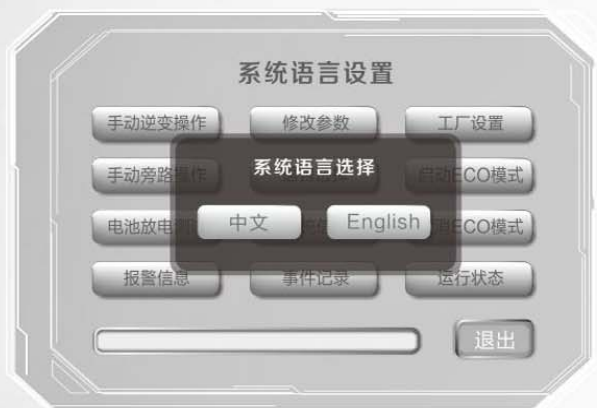 系统语言设置
手动逆变操作 修改参数 工厂设置
系统语言选择
手动旁路操作 启动ECO模式
中文 English
电池放电 消ECO模式
报警信息 事件记录 运行状态
退出